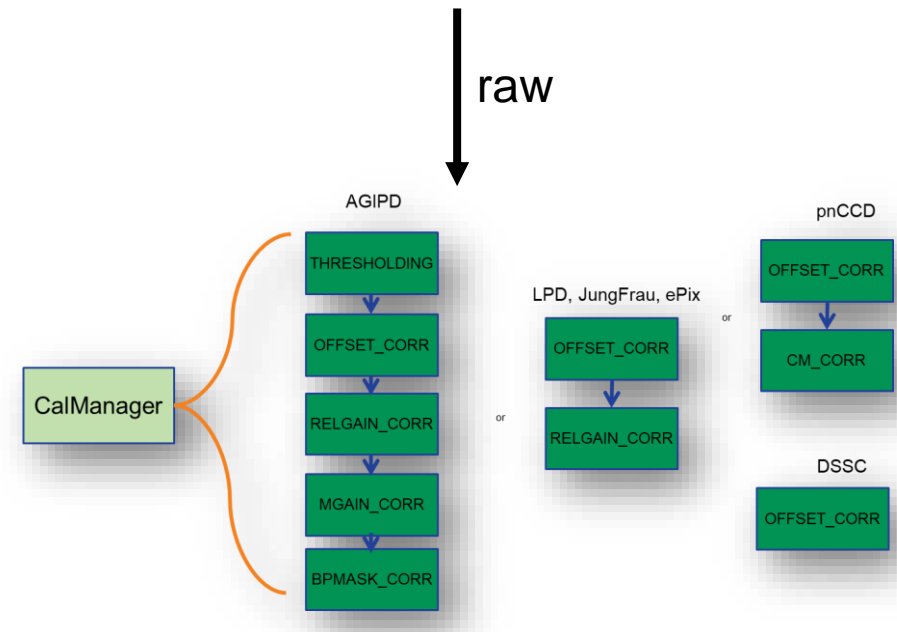 raw
AGIPD
THRESHOLDING
OFFSET_CORR
RELGAIN_CORR
MGAIN_CORR
BPMASK_CORR
CalManager
or
LPD, JungFrau, ePix
OFFSET_CORR
RELGAIN_CORR
or
pnCCD
OFFSET_CORR
CM_CORR
DSSC
OFFSET_CORR